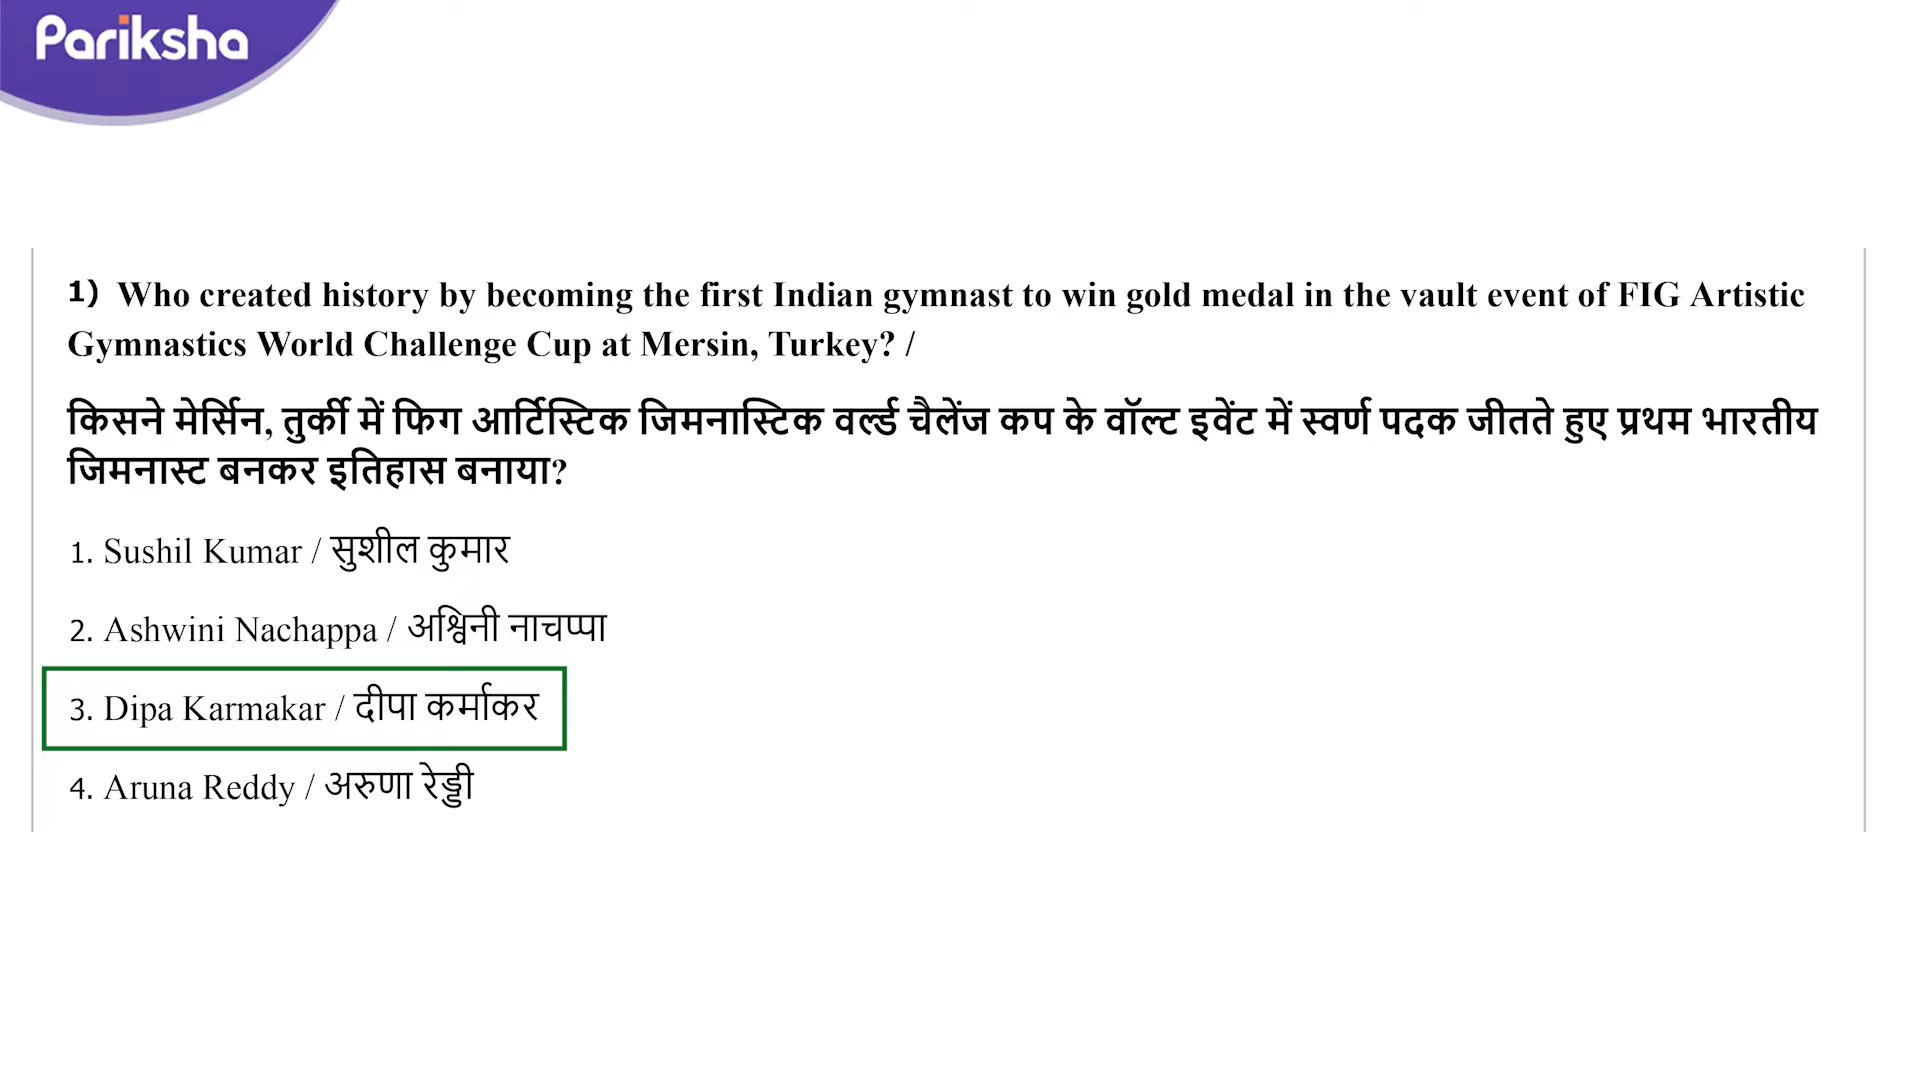 Pariksha
1) Who created history by becoming the first Indian gymnast to win gold medal in the vault event of FIG Artistic
Gymnastics World Challenge Cup at Mersin, Turkey? /
किसने मेर्सिन, तुर्की में फिग आर्टिस्टिक जिमनास्टिक वर्ल्ड चैलेंज कप के वॉल्ट इवेंट में स्वर्ण पदक जीतते हुए प्रथम भारतीय
जिमनास्ट बनकर इतिहास बनाया?
1. Sushil Kumar / सुशील कुमार
2. Ashwini Nachappa / अश्विनी नाचप्पा
3. Dipa Karmakar / दीपा कर्माकर
4. Aruna Reddy / अरुणा रेड्डी